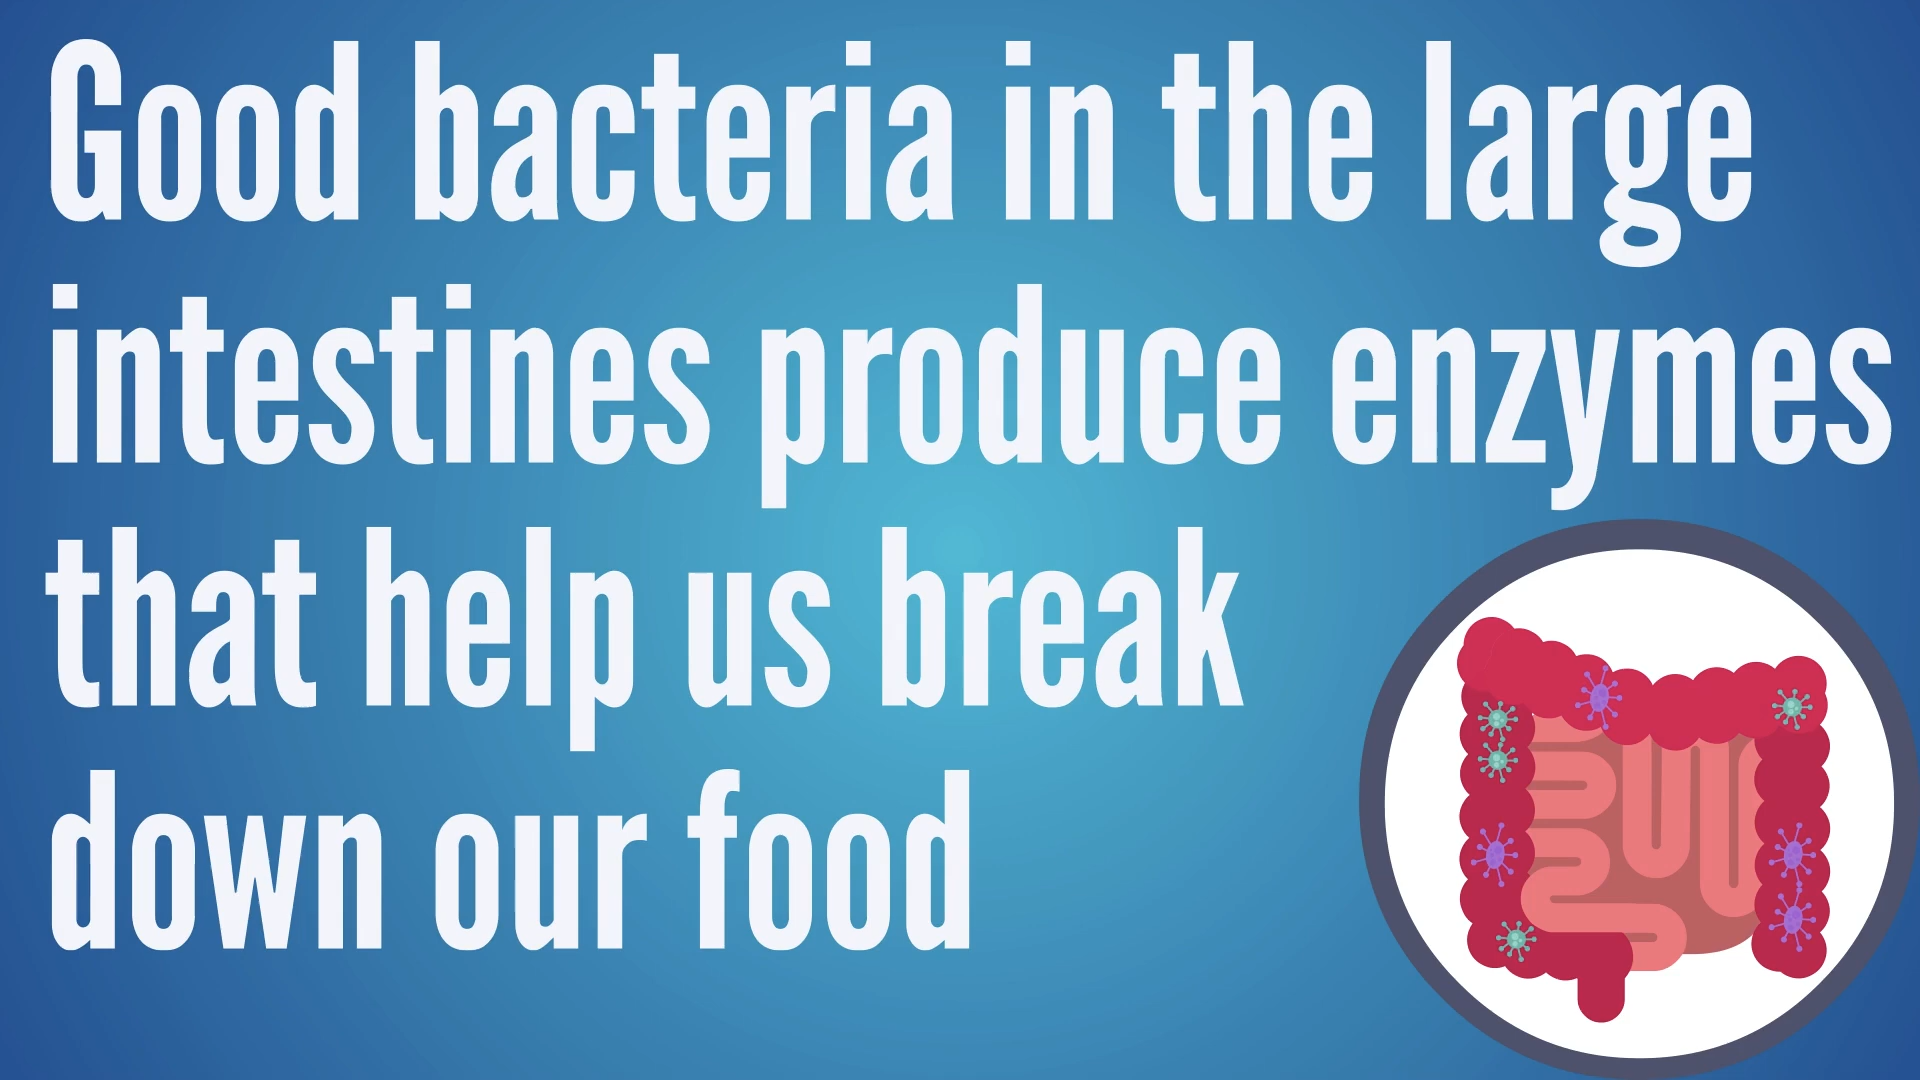 Good bacteria in the large
intestines produce enzymes
that help us break
down our food